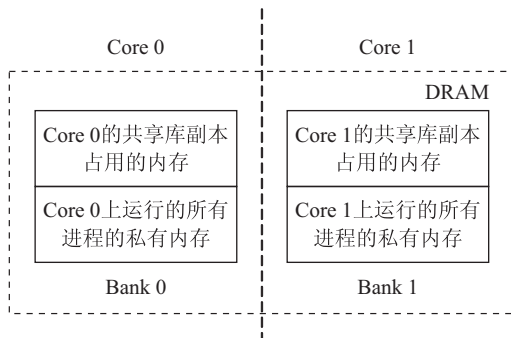 Core 0
Core 1
DRAM
Core 0的共享库副本
占用的内存
Core 1的共享库副本
占用的内存
Core 0上运行的所有
进程的私有内存
Core 1上运行的所有
进程的私有内存
Bank 0
Bank 1